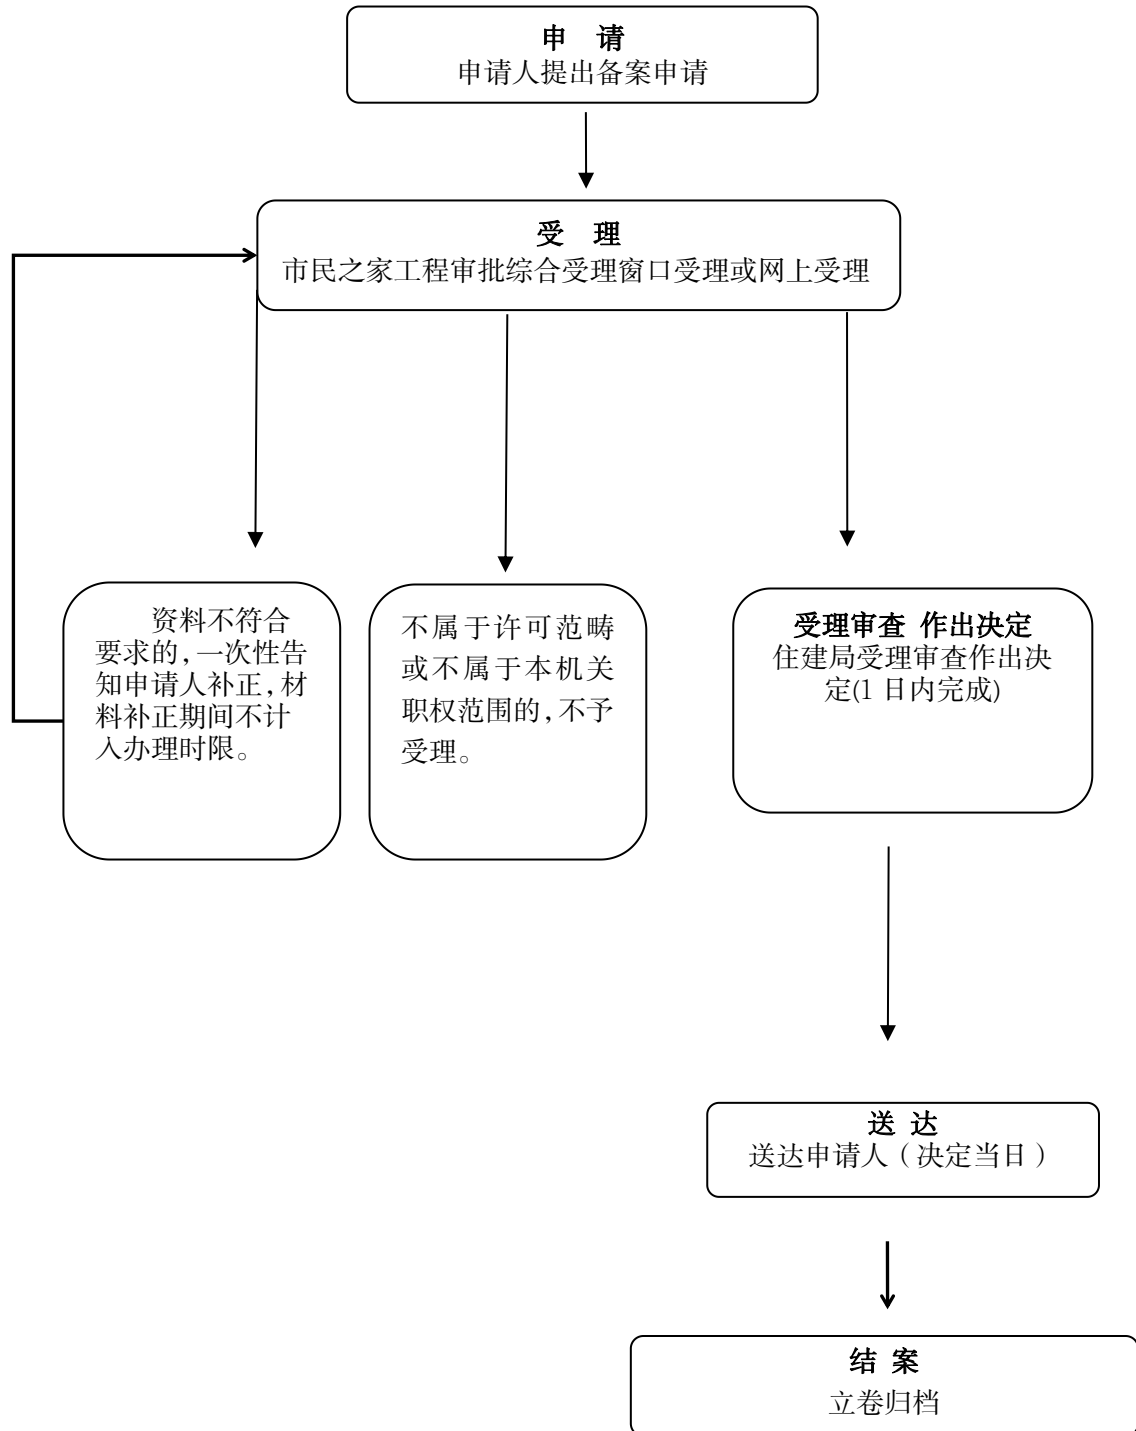 申 请
申请人提出备案申请
受 理
市民之家工程审批综合受理窗口受理或网上受理
资料不符合
要求的,一次性告
知申请人补正,材
料补正期间不计
入办理时限。
不属于许可范畴
或不属于本机关
职权范围的,不予
受理。
受理审查 作出决定
住建局受理审查作出决
定(1 日内完成)
送 达
送达申请人(决定当日)
结 案
立卷归档